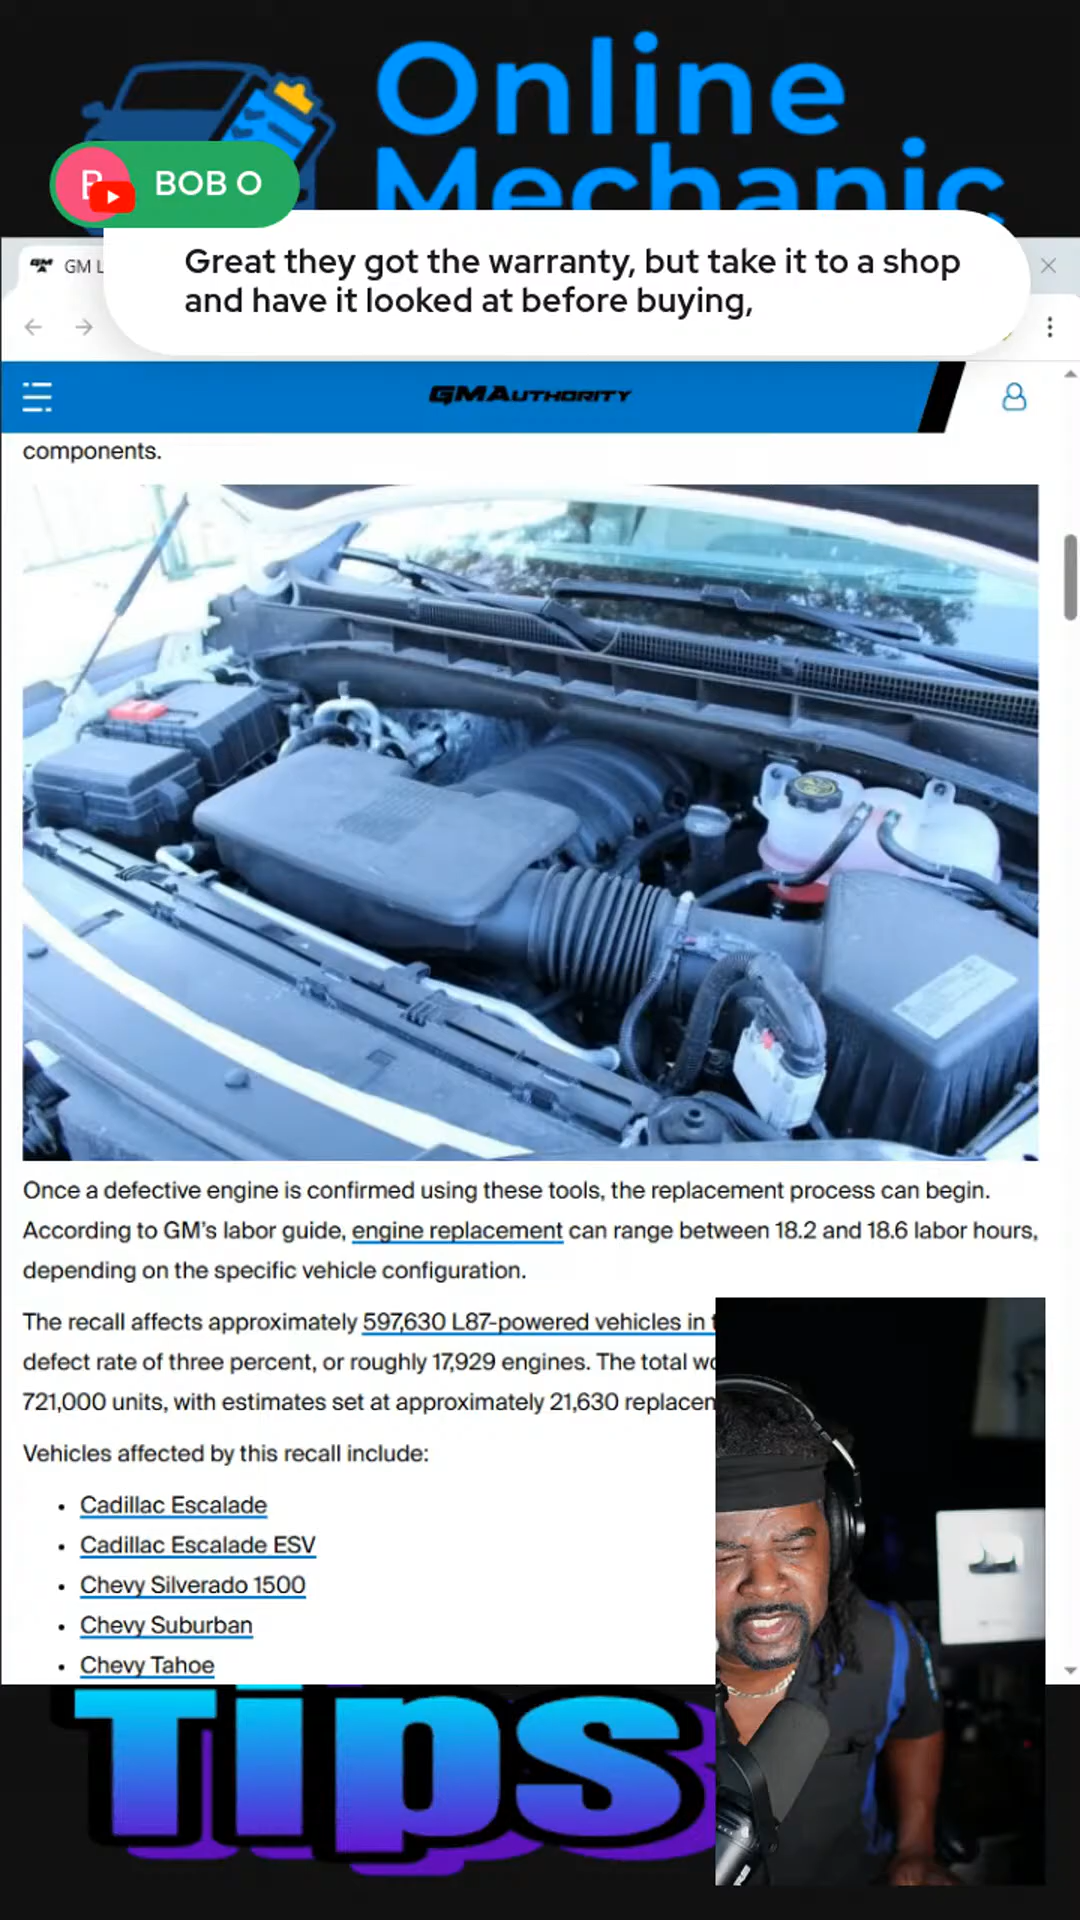 Online
Mechanic
BOB O
Great they got the warranty, but take it to a shop
and have it looked at before buying,
GM L
GMAUTHORITY
components.
Once a defective engine is confirmed using these tools, the replacement process can begin.
According to GM's labor guide, engine replacement can range between 18.2 and 18.6 labor hours,
depending on the specific vehicle configuration.
The recall affects approximately 597,630 L87-powered vehicles in
defect rate of three percent, or roughly 17,929 engines. The total
721,000 units, with estimates set at approximately 21,630
Vehicles affected by this recall include:
• Cadillac Escalade
• Cadillac Escalade ESV
• Chevy Silverado 1500
• Chevy Suburban
• Chevy Tahoe
Tips